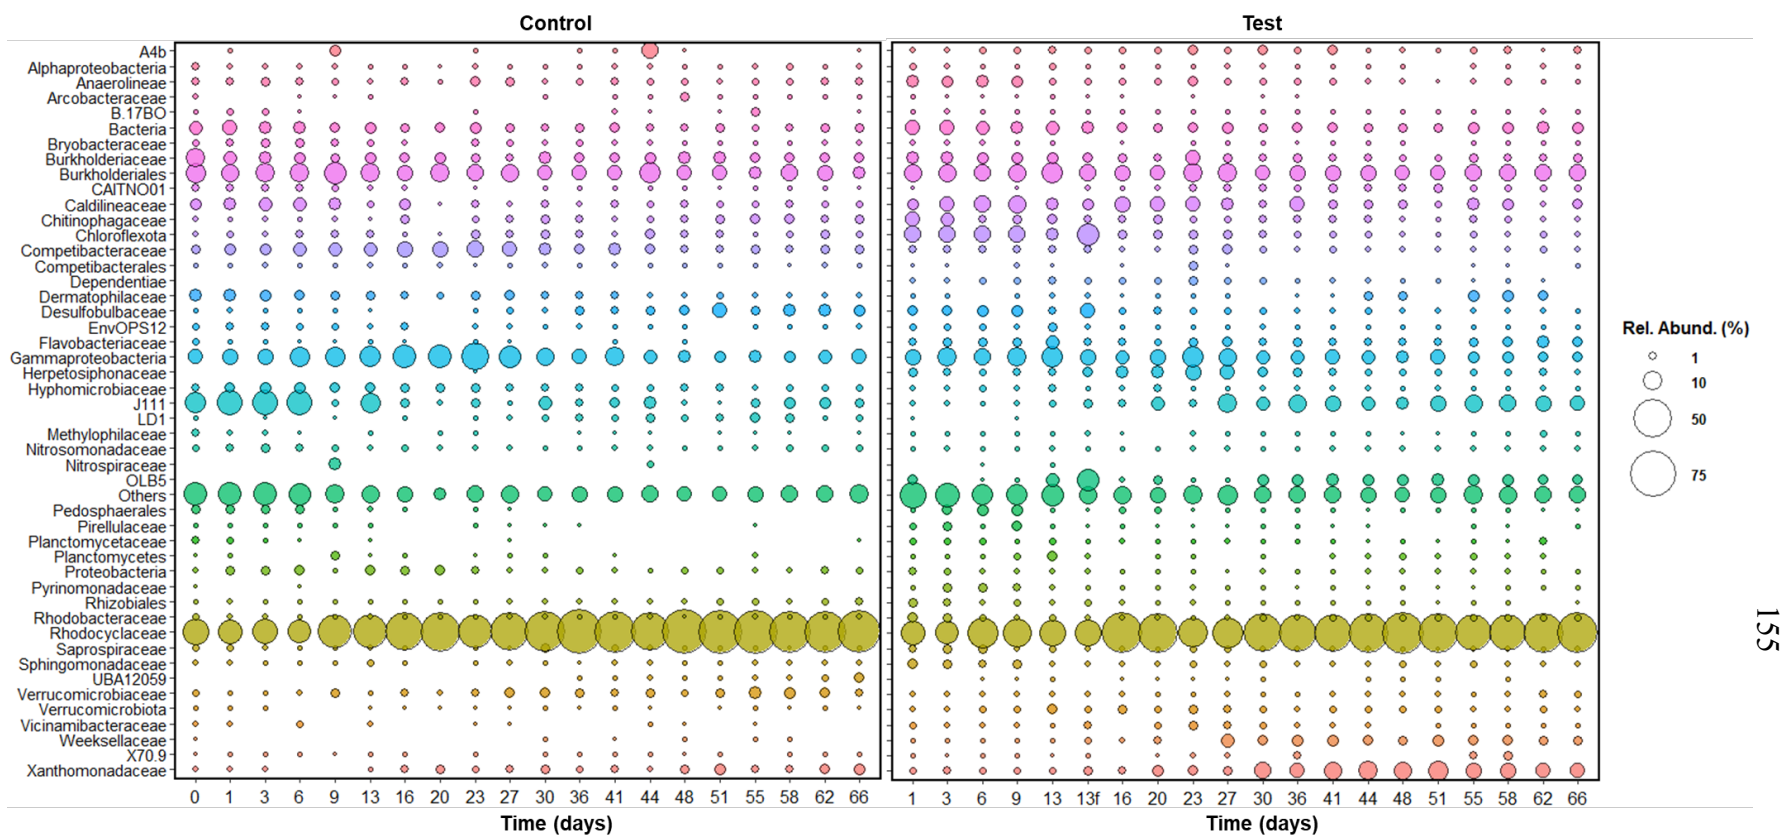 Control Test
A4b
Alphaproteobacteria
Anaerolineae
Arcobacteraceae
B.17BO
Bacteria
Bryobacteraceae
Burkholderiaceae
Burkholderiales
CAITNO01
Caldilineaceae
Chitinophagaceae
Chloroflexota
Competibacteraceae
Competibacterales
Dependentiae
Dermatophilaceae
Desulfobulbaceae
EnvOPS12
Flavobacteriaceae
Gammaproteobacteria
Herpetosiphonaceae
Hyphomicrobiaceae
J111
LD1
Methylophilaceae
Nitrosomonadaceae
Nitrospiraceae
OLB5
Others
Pedosphaerales
Pirellulaceae
Planctomycetaceae
Planctomycetes
Proteobacteria
Pyrinomonadaceae
Rhizobiales
Rhodobacteraceae
Rhodocyclaceae
Saprospiraceae
Sphingomonadaceae
UBA12059
Verrucomicrobiaceae
Verrucomicrobiota
Vicinamibacteraceae
Weeksellaceae
X70.9
Xanthomonadaceae
0 1 3 6 9 13 16 20 23 27 30 36 41 44 48 51 55 58 62 66
Time (days)
1 3 6 9 13 13f 16 20 23 27 30 36 41 44 48 51 55 58 62 66
Time (days)
Rel. Abund. (%)
1
10
50
75
155